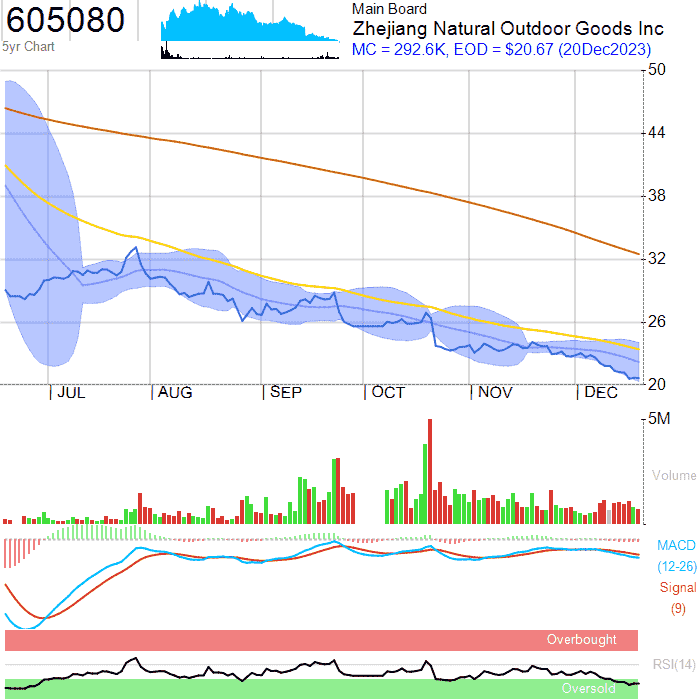 605080
5yr Chart
Main Board
Zhejiang Natural Outdoor Goods Inc
MC = 292.6K, EOD = $20.67 (20Dec2023)
50
44
38
32
26
20
JUL AUG SEP OCT NOV DEC
5M
Volume
MACD
(12-26)
Signal
(9)
Overbought
RSI(14)
Oversold